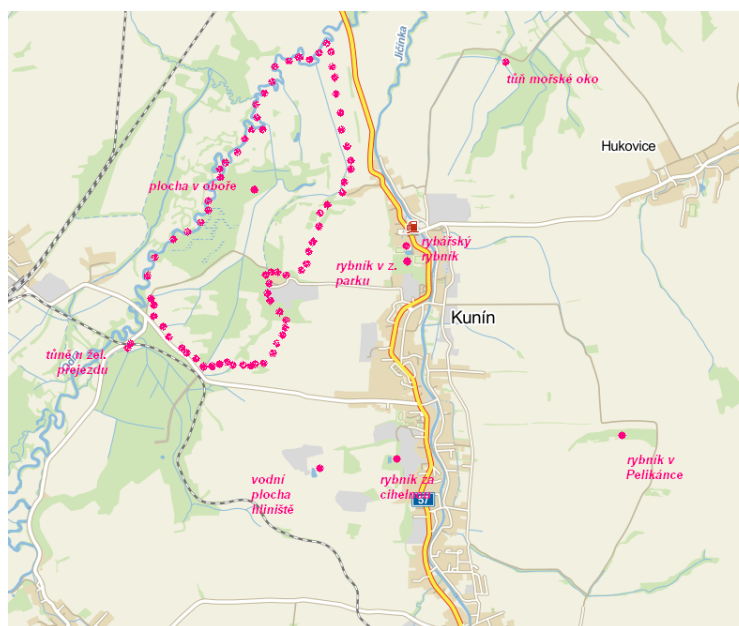 Jičínka
tůň mořské oko
Hukovice
plocha v oboře
rybářský
rybník
rybník v z.
parku
Kunín
tůně u žel.
přejezdu
vodní
plocha
hliniště
rybník za
57
rybník v
Pelikánce